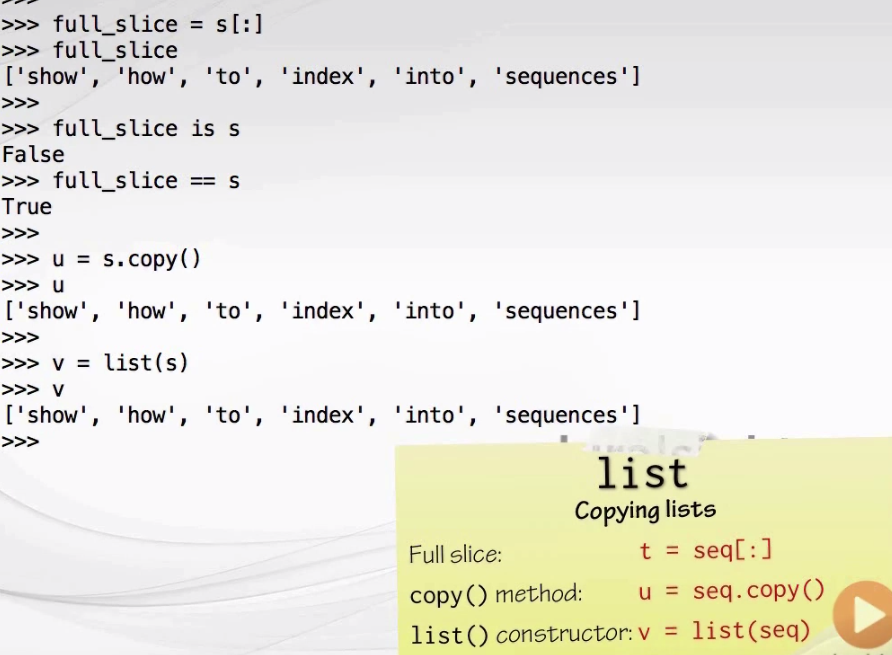 >>>
>>> full_slice = s[:]
>>> full_slice
['show', 'how', 'to', 'index', 'into', 'sequences']
>>>
>>> full_slice is s
False
>>> full_slice == s
True
>>>
>>> u = s.copy()
>>> u
['show', 'how', 'to', 'index', 'into', 'sequences']
>>>
>>> v = list(s)
>>> v
['show', 'how', 'to', 'index', 'into', 'sequences']
>>>
list
Copying lists
Full slice: t = seq[:]
copy() method: u = seq.copy()
list() constructor: v = list(seq)